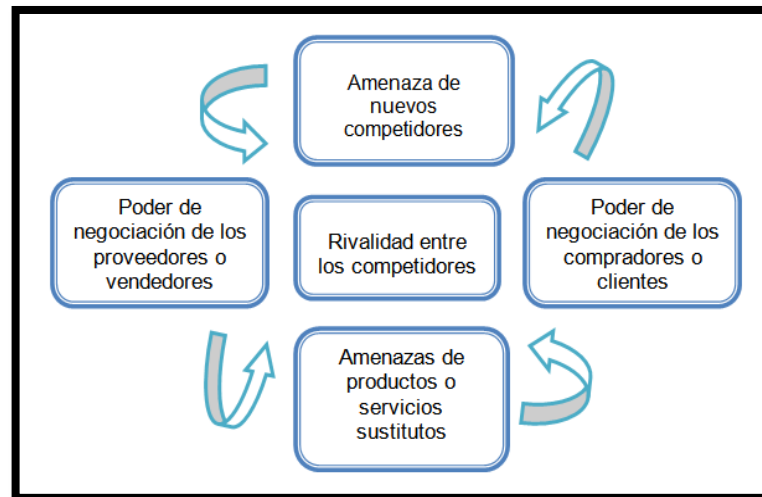 Amenaza de
nuevos
competidores
Poder de
negociación de los
proveedores o
vendedores
Rivalidad entre
los competidores
Poder de
negociación de los
compradores o
clientes
Amenazas de
productos o
servicios
sustitutos